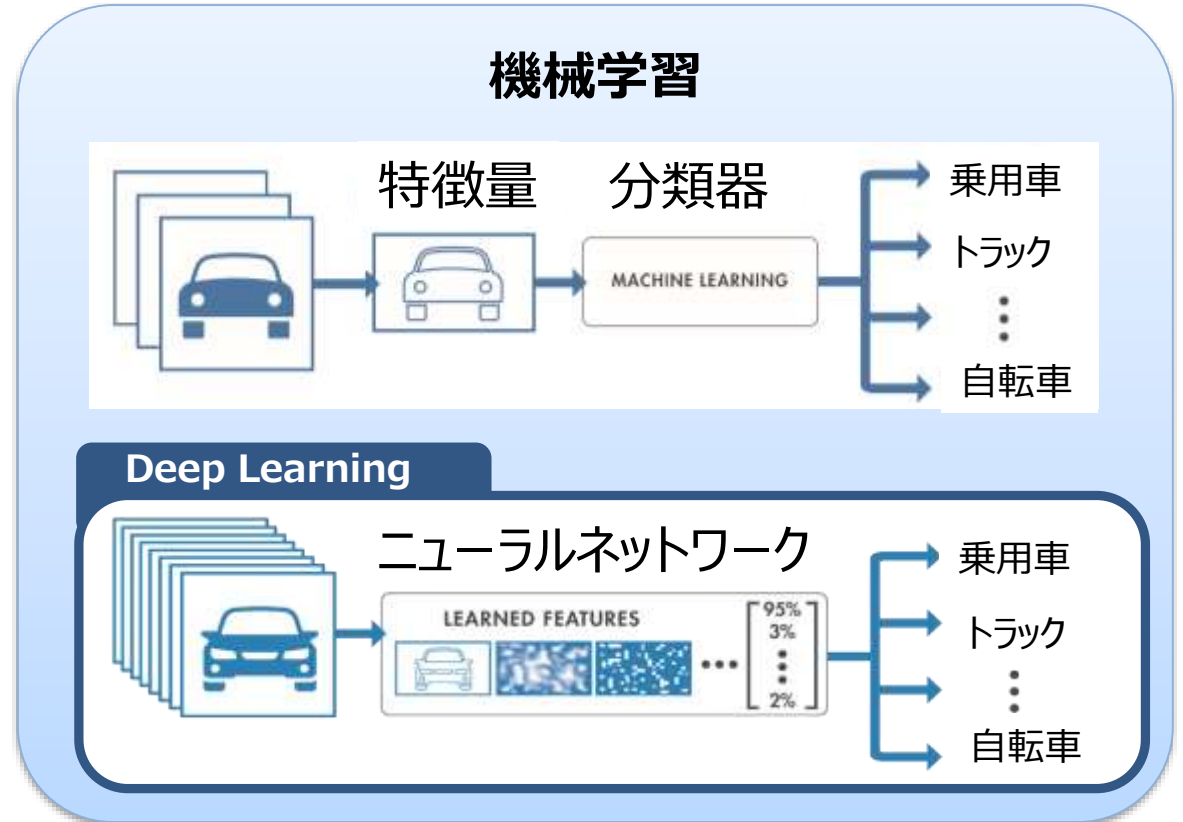 機械学習
特徴量
分類器
MACHINE LEARNING
乗用車
トラック
⋮
自転車
Deep Learning
ニューラルネットワーク
LEARNED FEATURES
…
95%
3%
⋮
2%
乗用車
トラック
⋮
自転車